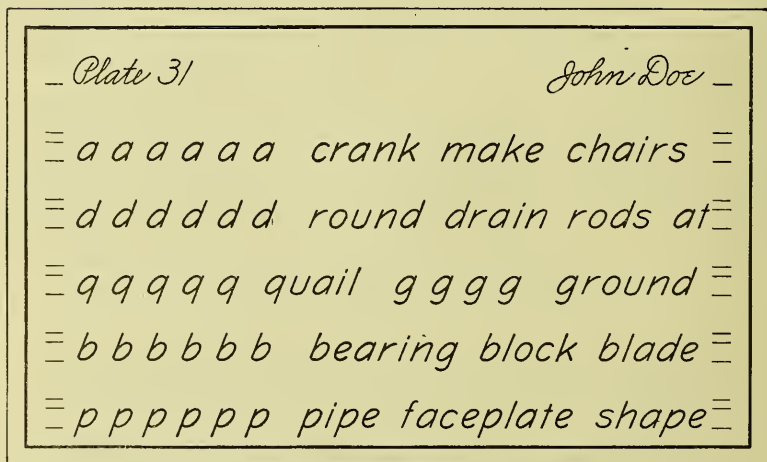 Plate 31 John Doe
a a a a a a crank make chairs
d d d d d d round drain rods at
q q q q q quail g g g g ground
b b b b b b bearing block blade
p p p p p p pipe faceplate shape